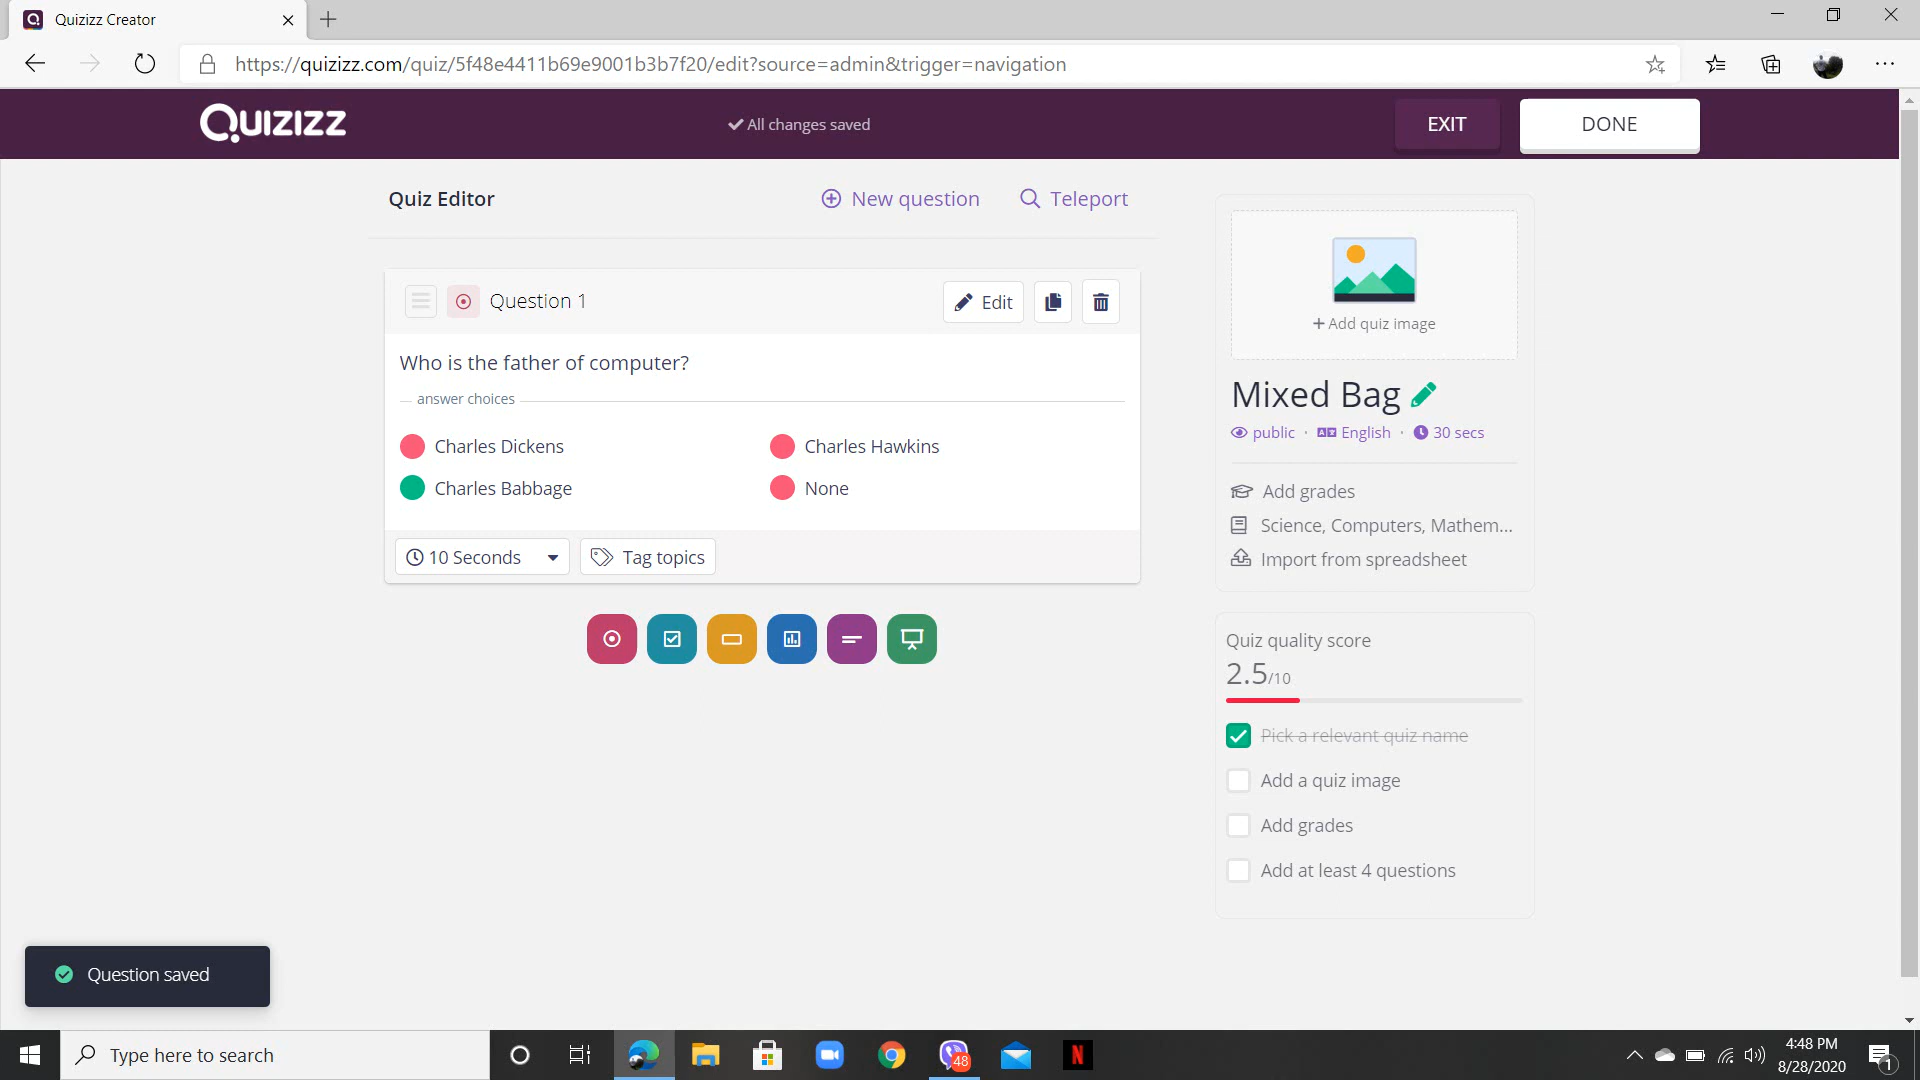 Quizizz Creator
https://quizizz.com/quiz/5f48e4411b69e9001b3b7f20/edit?source=admin&trigger=navigation
QUIZIZZ
All changes saved
EXIT
DONE
Quiz Editor
New question
Teleport
Question 1
Edit
Who is the father of computer?
answer choices
Charles Dickens
Charles Hawkins
Charles Babbage
None
10 Seconds
Tag topics
+ Add quiz image
Mixed Bag
public · English · 30 secs
Add grades
Science, Computers, Mathem...
Import from spreadsheet
Quiz quality score
2.5/10
Pick a relevant quiz name
Add a quiz image
Add grades
Add at least 4 questions
Question saved
Type here to search
48
N
4:48 PM
8/28/2020
1